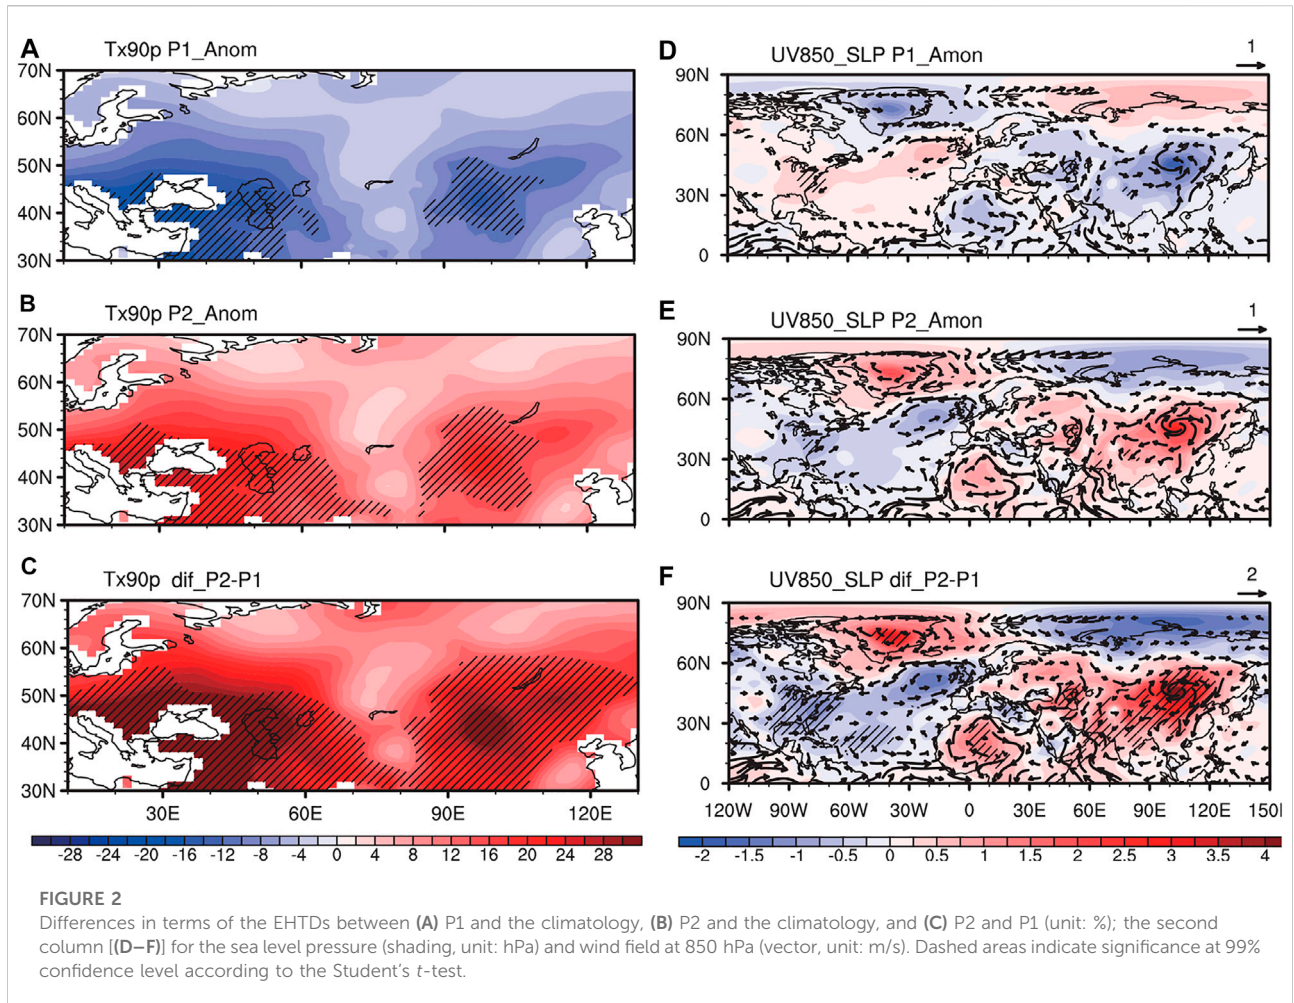 A
Tx90p P1_Anom
70N
60N
50N
40N
30N
B
Tx90p P2_Anom
70N
60N
50N
40N
30N
C
Tx90p dif_P2-P1
70N
60N
50N
40N
30N
30E 60E 90E 120E
-28 -24 -20 -16 -12 -8 -4 0 4 8 12 16 20 24 28
D
UV850_SLP P1_Amon
1
90N
60N
30N
0
E
UV850_SLP P2_Amon
1
90N
60N
30N
0
F
UV850_SLP dif_P2-P1
2
90N
60N
30N
0
120W 90W 60W 30W 0 30E 60E 90E 120E 150E
-2 -1.5 -1 -0.5 0 0.5 1 1.5 2 2.5 3 3.5 4
FIGURE 2
Differences in terms of the EHTDs between (A) P1 and the climatology, (B) P2 and the climatology, and (C) P2 and P1 (unit: %); the second
column [(D–F)] for the sea level pressure (shading, unit: hPa) and wind field at 850 hPa (vector, unit: m/s). Dashed areas indicate significance at 99%
confidence level according to the Student's t-test.